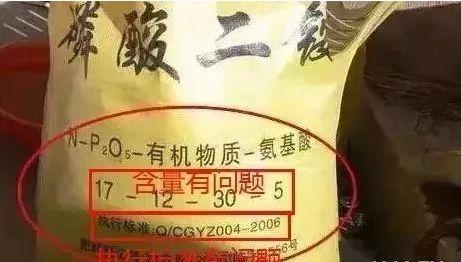 磷酸二铵
N-P₂O₅-有机物质-氨基酸
含量有问题
17 - 12 - 30 - 5
执行标准:Q/CGYZ004-2006